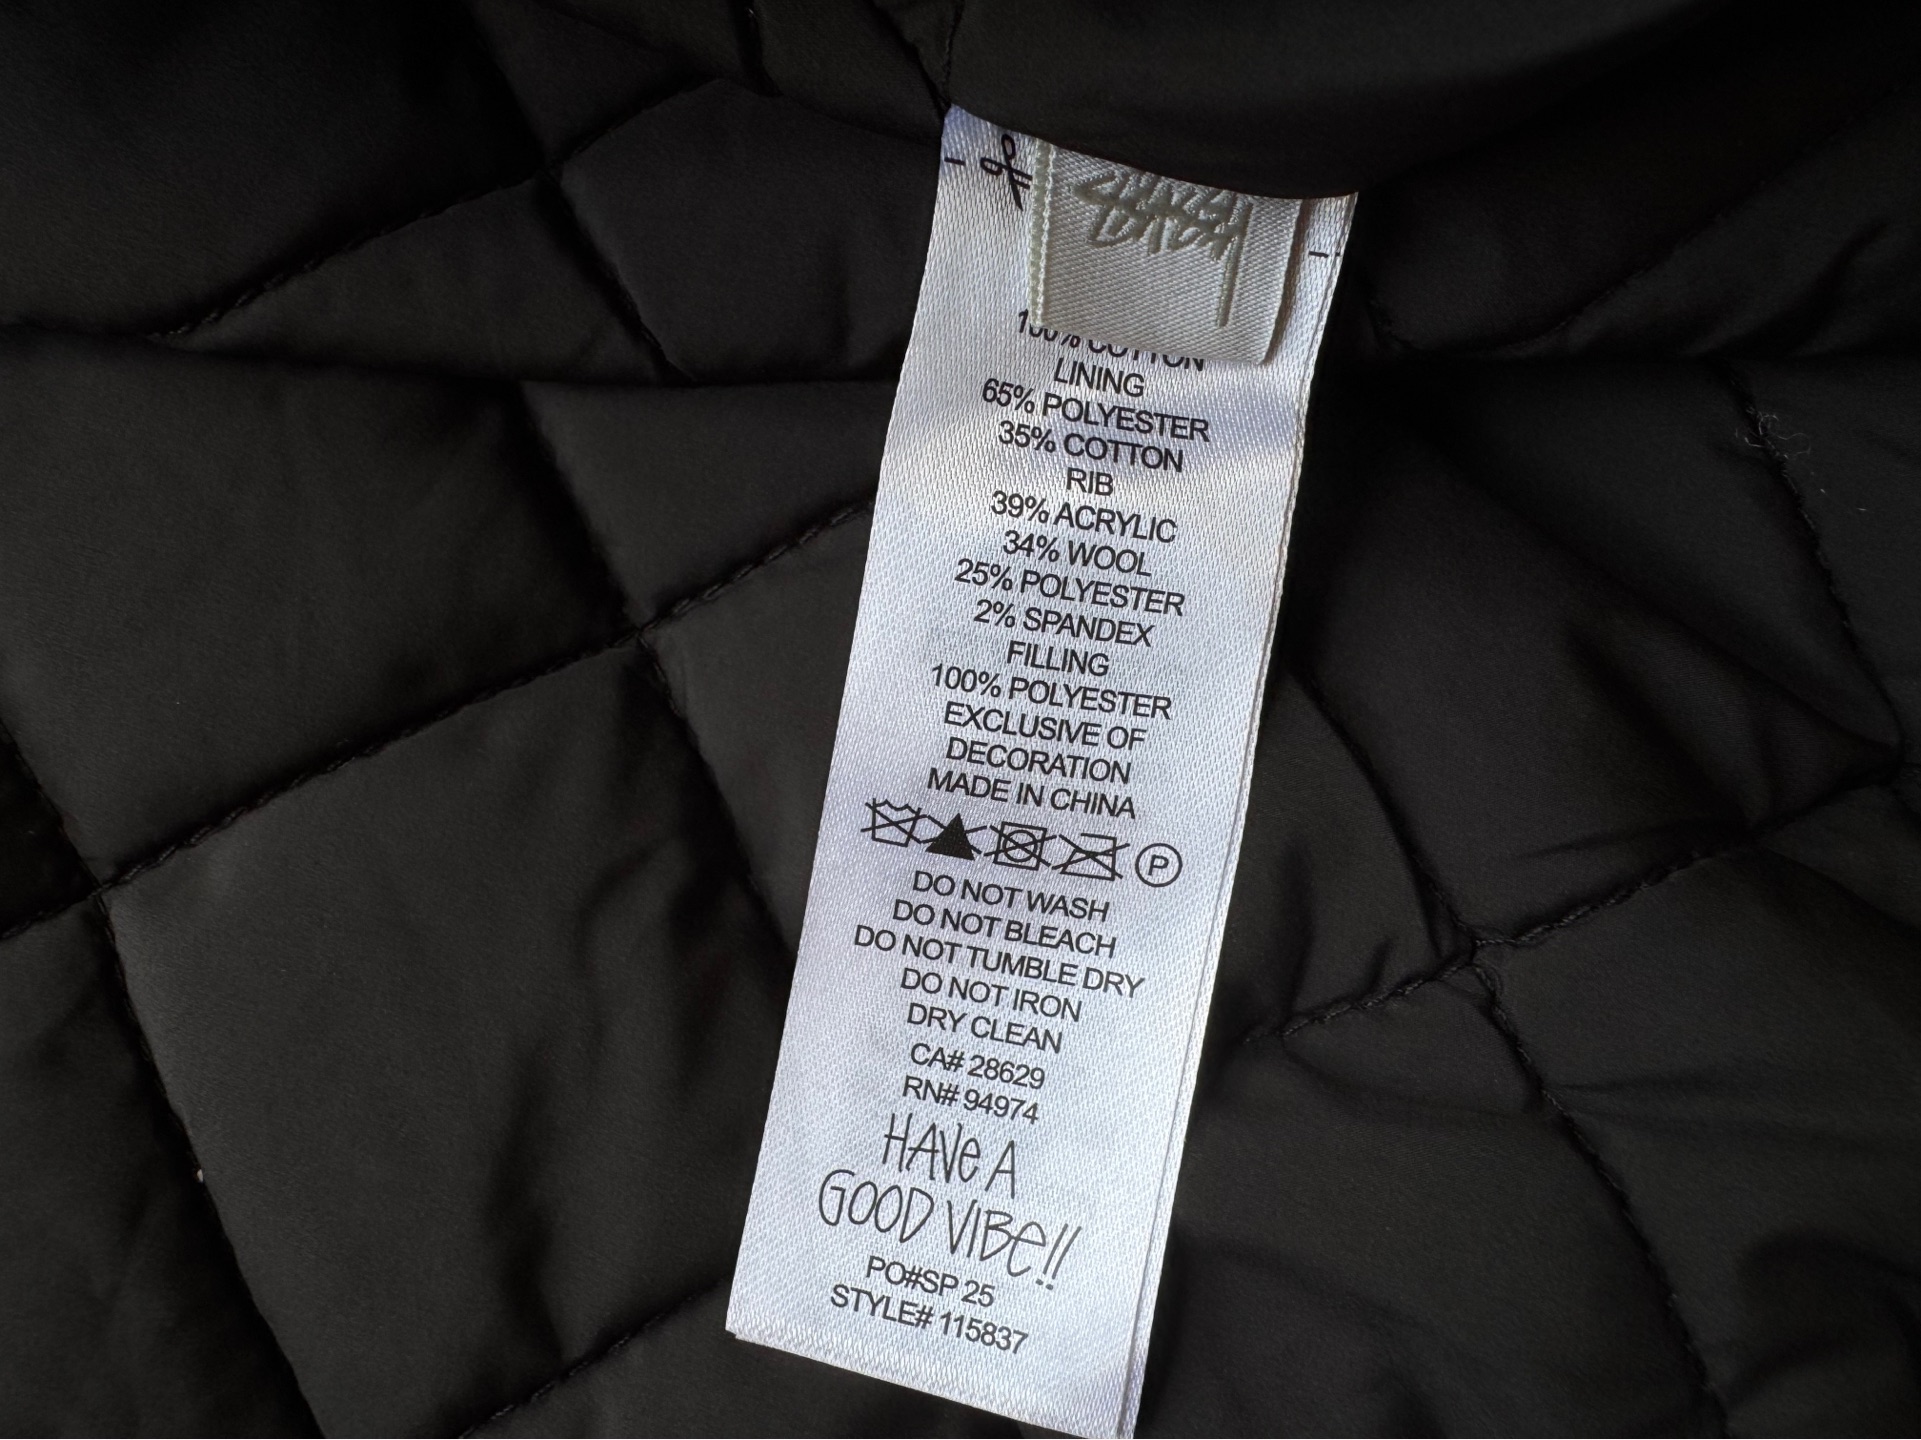 100% COTTON
LINING
65% POLYESTER
35% COTTON
RIB
39% ACRYLIC
34% WOOL
25% POLYESTER
2% SPANDEX
FILLING
100% POLYESTER
EXCLUSIVE OF
DECORATION
MADE IN CHINA
P
DO NOT WASH
DO NOT BLEACH
DO NOT TUMBLE DRY
DO NOT IRON
DRY CLEAN
CA# 28629
RN# 94974
HAVe A
GOOD VIBe!!
PO#SP 25
STYLE# 115837